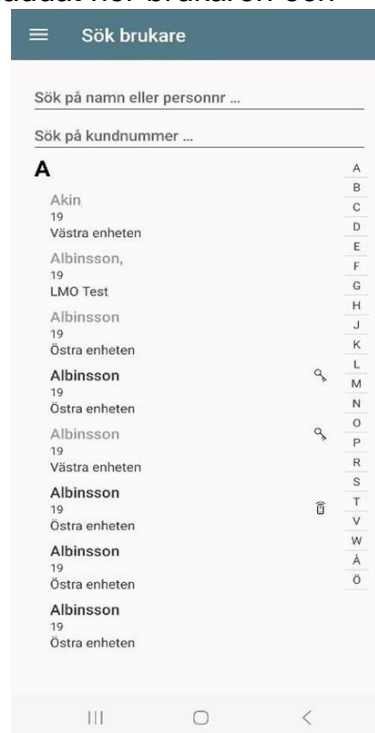 Sök brukare
Sök på namn eller personnr ...
Sök på kundnummer ...
A
Akin
19
Västra enheten
Albinsson,
19
LMO Test
Albinsson
19
Östra enheten
Albinsson
19
Östra enheten
Albinsson
19
Västra enheten
Albinsson
19
Östra enheten
Albinsson
19
Östra enheten
Albinsson
19
Östra enheten
A
B
C
D
E
F
G
H
J
K
L
M
N
O
P
R
S
T
V
W
Å
Ö